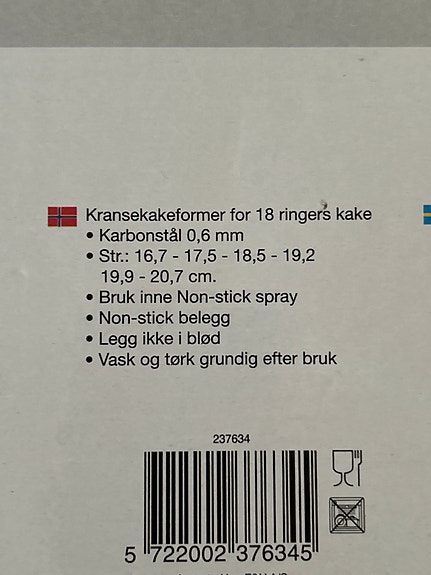 Kransekakeformer for 18 ringers kake
• Karbonstål 0,6 mm
• Str.: 16,7 - 17,5 - 18,5 - 19,2
19,9 - 20,7 cm.
• Bruk inne Non-stick spray
• Non-stick belegg
• Legg ikke i blød
• Vask og tørk grundig efter bruk
237634
5 722002 376345